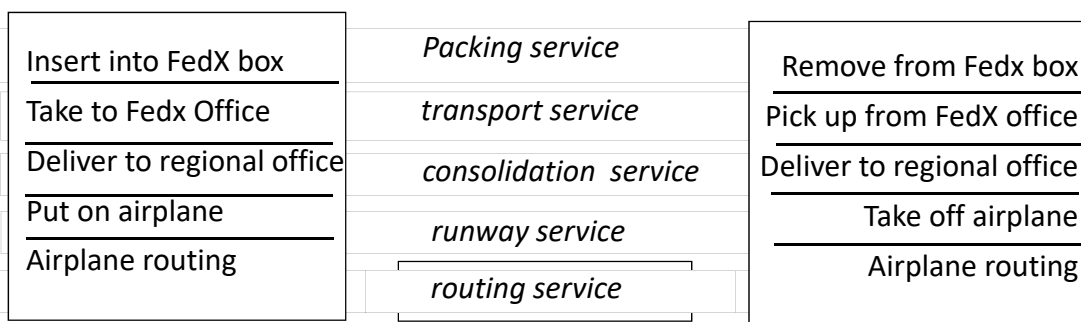 Insert into FedX box
Take to Fedx Office
Deliver to regional office
Put on airplane
Airplane routing
Packing service
transport service
consolidation service
runway service
routing service
Remove from Fedx box
Pick up from FedX office
Deliver to regional office
Take off airplane
Airplane routing